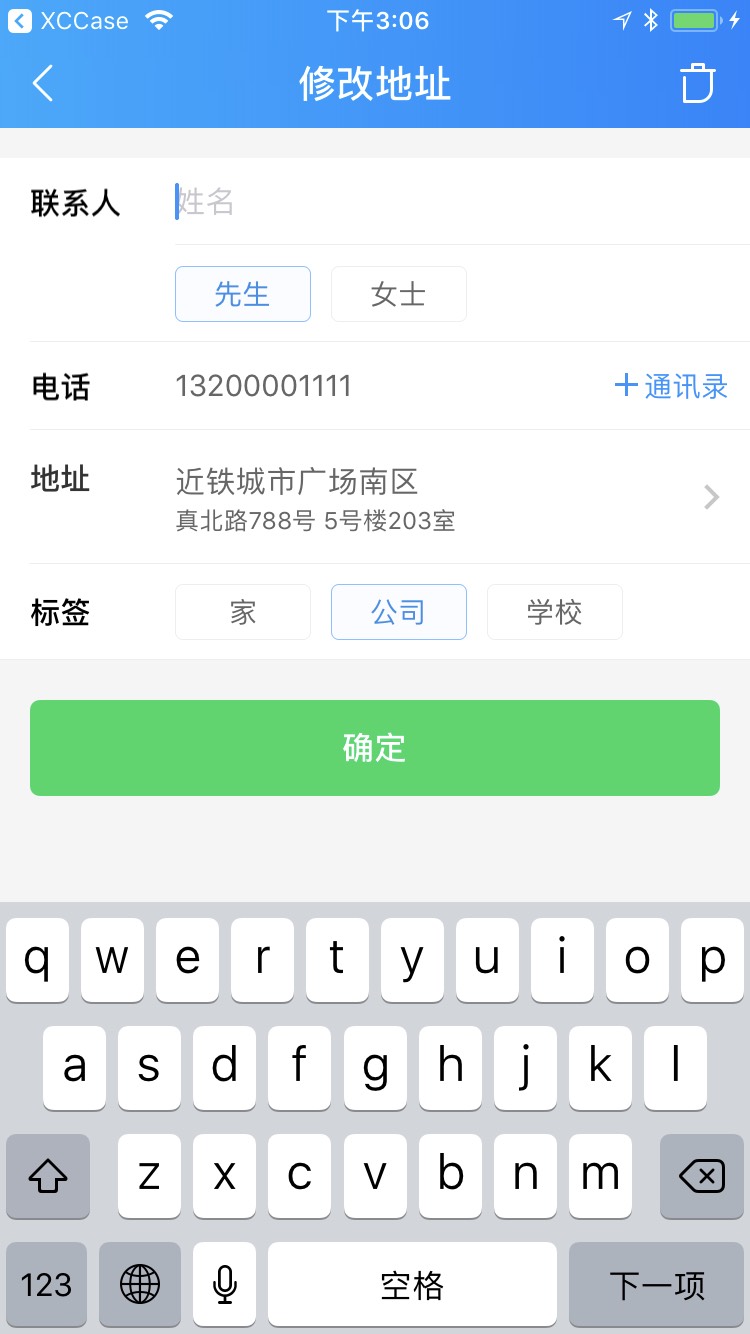 XCCase 下午3:06
修改地址
联系人 姓名
先生 女士
电话 13200001111 +通讯录
地址 近铁城市广场南区
真北路788号 5号楼203室
标签 家 公司 学校
确定
q w e r t y u i o p
a s d f g h j k l
z x c v b n m
123 空格 下一项